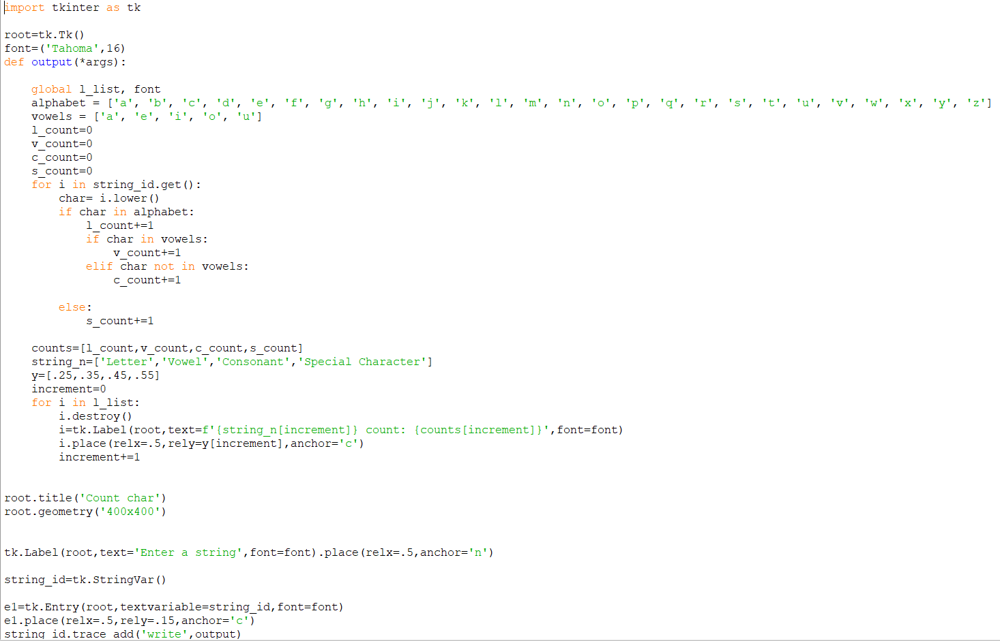 import tkinter as tk
root=tk.Tk()
font=('Tahoma',16)
def output(*args):
    global l_list, font
    alphabet = ['a', 'b', 'c', 'd', 'e', 'f', 'g', 'h', 'i', 'j', 'k', 'l', 'm', 'n', 'o', 'p', 'q', 'r', 's', 't', 'u', 'v', 'w', 'x', 'y', 'z']
    vowels = ['a', 'e', 'i', 'o', 'u']
    l_count=0
    v_count=0
    c_count=0
    s_count=0
    for i in string_id.get():
        char= i.lower()
        if char in alphabet:
            l_count+=1
            if char in vowels:
                v_count+=1
            elif char not in vowels:
                c_count+=1
        else:
            s_count+=1
    counts=[l_count,v_count,c_count,s_count]
    string_n=['Letter','Vowel','Consonant','Special Character']
    y=[.25,.35,.45,.55]
    increment=0
    for i in l_list:
        i.destroy()
        i=tk.Label(root,text=f'{string_n[increment]} count: {counts[increment]}',font=font)
        i.place(relx=.5,rely=y[increment],anchor='c')
        increment+=1
root.title('Count char')
root.geometry('400x400')
tk.Label(root,text='Enter a string',font=font).place(relx=.5,anchor='n')
string_id=tk.StringVar()
e1=tk.Entry(root,textvariable=string_id,font=font)
e1.place(relx=.5,rely=.15,anchor='c')
string_id.trace_add('write',output)